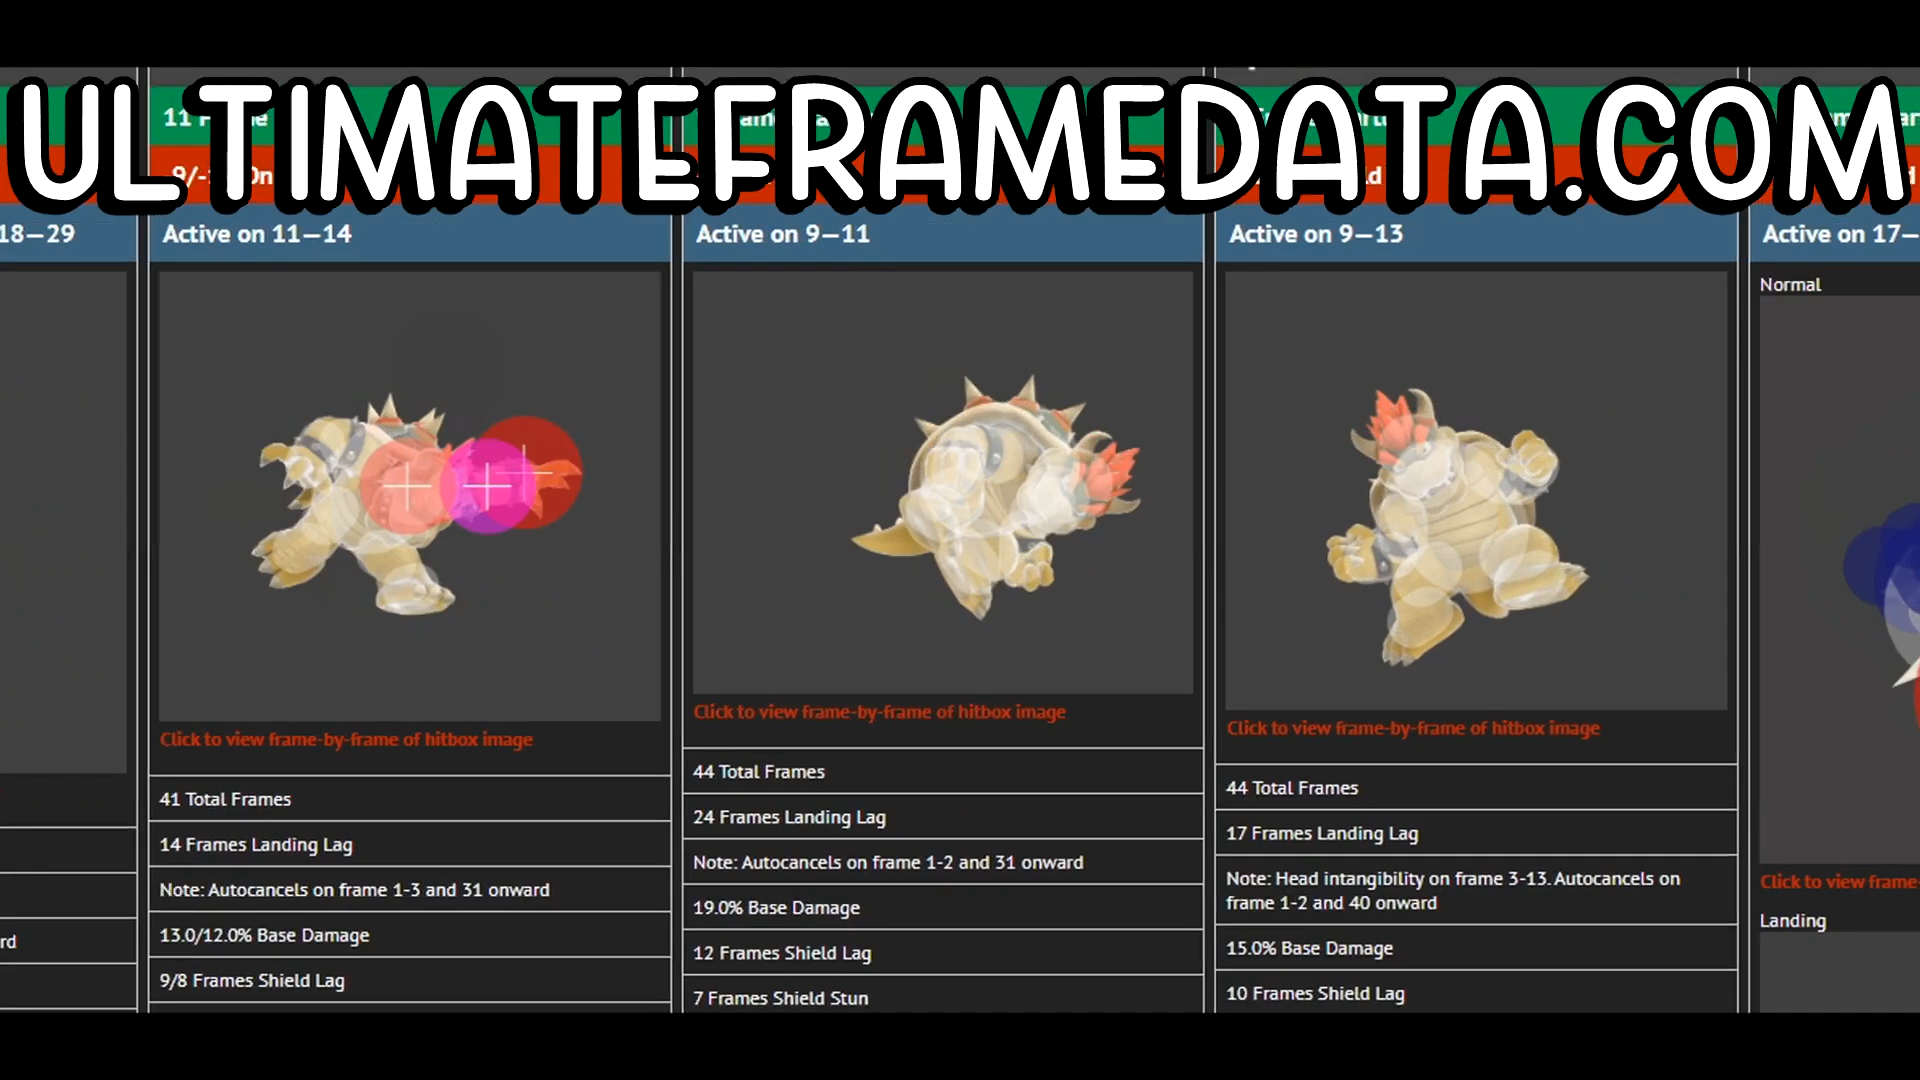 ULTIMATEFRAMEDATA.COM
11
9/-
On
18—29
Active on 11—14
Active on 9—11
Active on 9—13
Active on 17—
Normal
Click to view frame-by-frame of hitbox image
41 Total Frames
14 Frames Landing Lag
Note: Autocancels on frame 1-3 and 31 onward
13.0/12.0% Base Damage
9/8 Frames Shield Lag
Click to view frame-by-frame of hitbox image
44 Total Frames
24 Frames Landing Lag
Note: Autocancels on frame 1-2 and 31 onward
19.0% Base Damage
12 Frames Shield Lag
7 Frames Shield Stun
Click to view frame-by-frame of hitbox image
44 Total Frames
17 Frames Landing Lag
Note: Head intangibility on frame 3-13. Autocancels on
frame 1-2 and 40 onward
15.0% Base Damage
10 Frames Shield Lag
Click to view frame-
Landing
rd